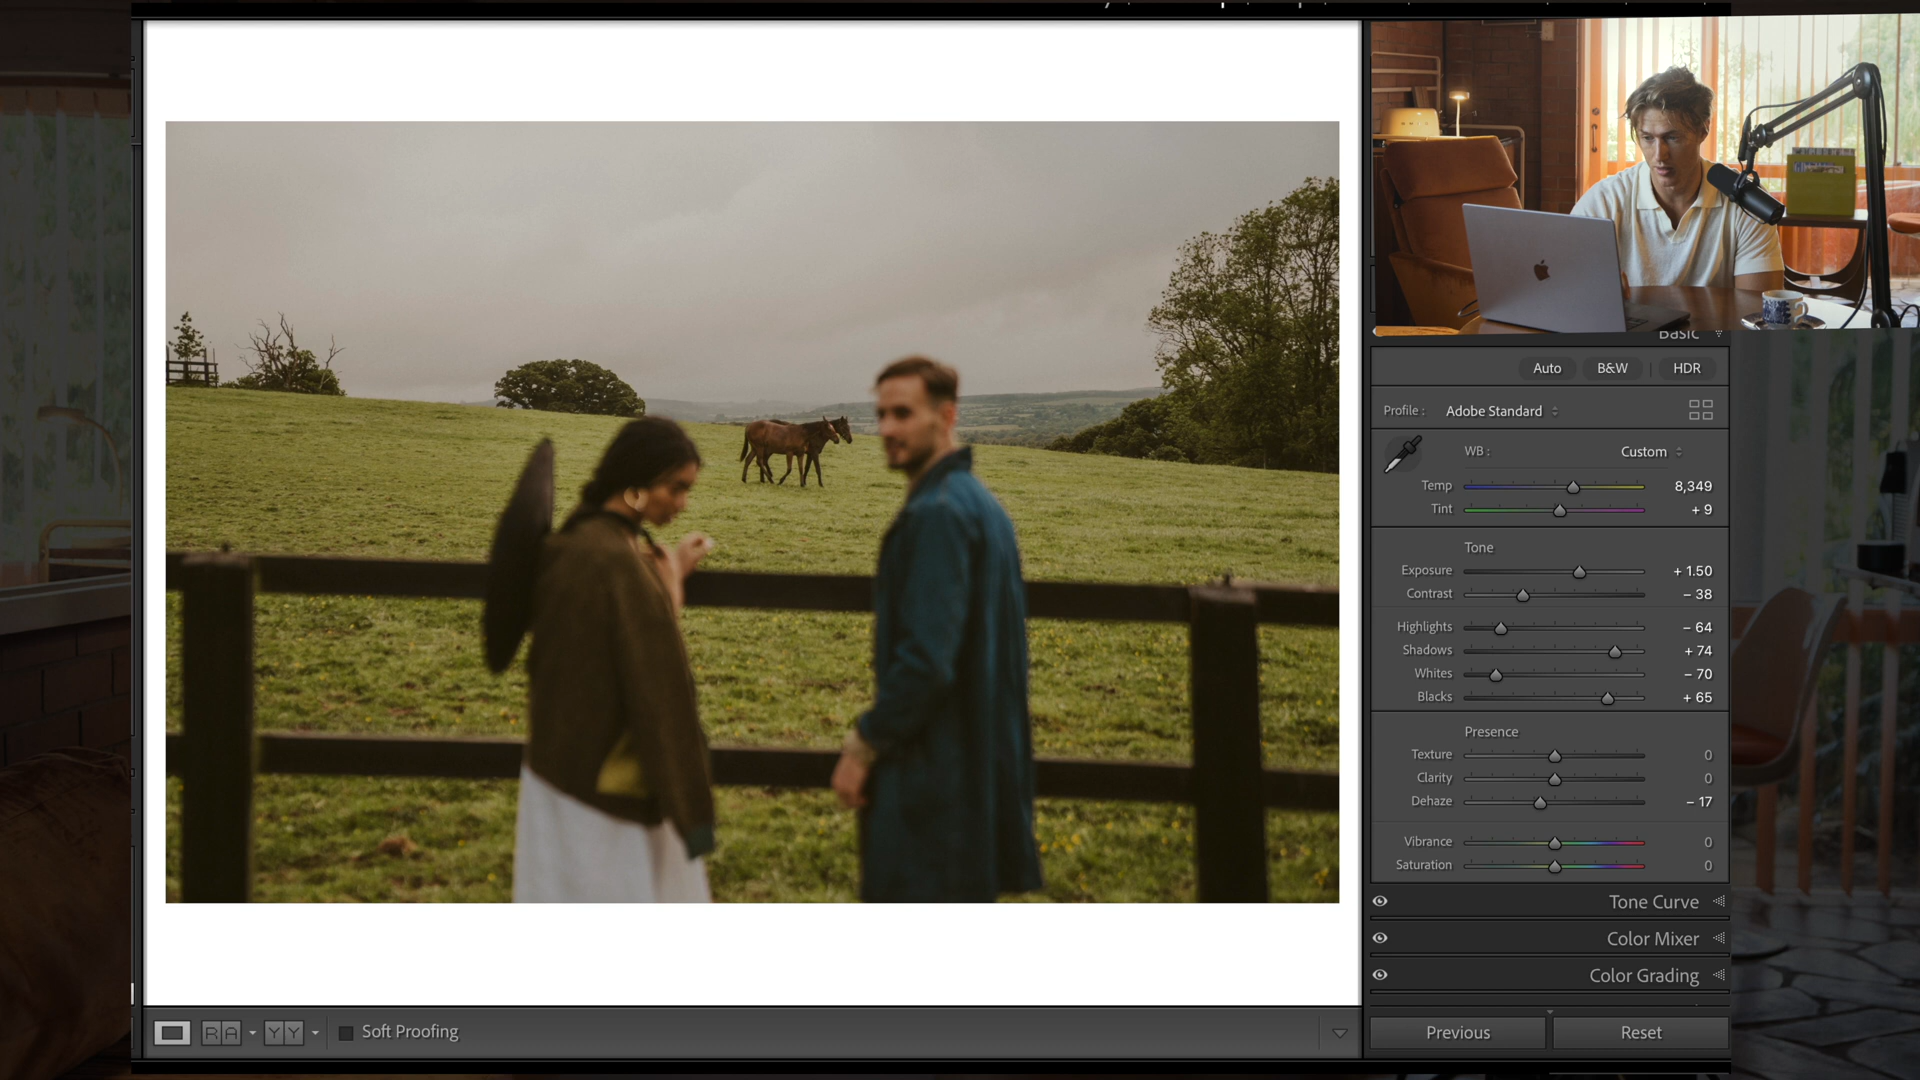 Basic
Auto B&W HDR
Profile : Adobe Standard
WB : Custom
Temp 8,349
Tint + 9
Tone
Exposure + 1.50
Contrast – 38
Highlights – 64
Shadows + 74
Whites – 70
Blacks + 65
Presence
Texture 0
Clarity 0
Dehaze – 17
Vibrance 0
Saturation 0
Tone Curve
Color Mixer
Color Grading
R A Y Y Soft Proofing
Previous Reset